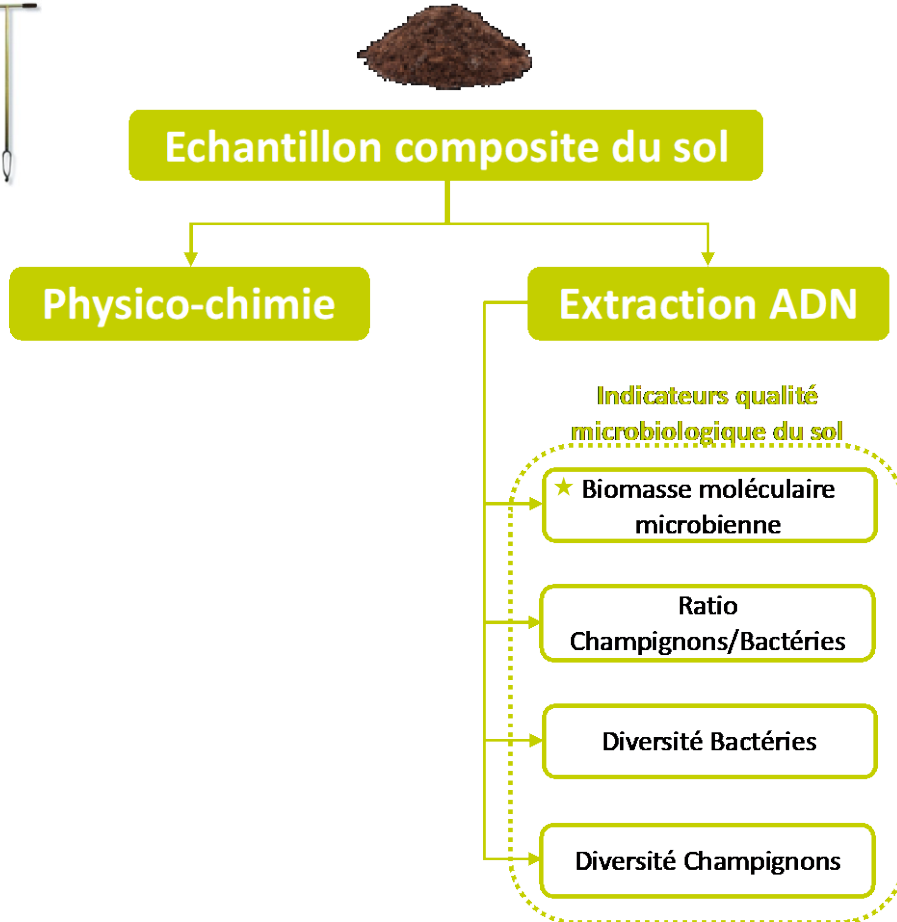 Echantillon composite du sol
Physico-chimie
Extraction ADN
Indicateurs qualité
microbiologique du sol
★ Biomasse moléculaire
microbienne
Ratio
Champignons/Bactéries
Diversité Bactéries
Diversité Champignons